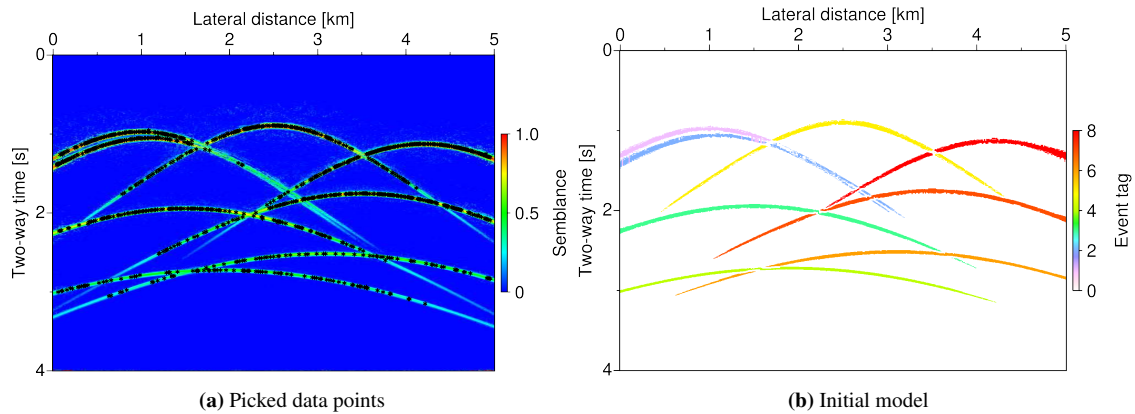 Lateral distance [km]
0 1 2 3 4 5
0
2
4
Two-way time [s]
1.0
0.5
0
Semblance
(a) Picked data points
Lateral distance [km]
0 1 2 3 4 5
0
2
4
Two-way time [s]
8
6
4
2
0
Event tag
(b) Initial model